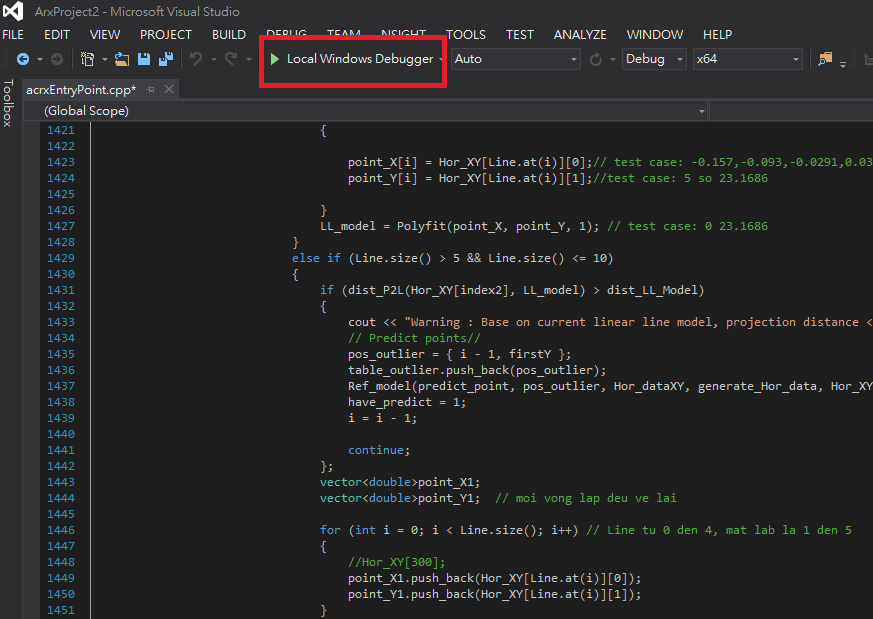 ArxProject2 - Microsoft Visual Studio
FILE EDIT VIEW PROJECT BUILD DEBUG TEAM NSIGHT TOOLS TEST ANALYZE WINDOW HELP
Local Windows Debugger Auto Debug x64
Toolbox
acrxEntryPoint.cpp*
(Global Scope)
1421 {
1422
1423 point_X[i] = Hor_XY[Line.at(i)][0];// test case: -0.157,-0.093,-0.0291,0.03
1424 point_Y[i] = Hor_XY[Line.at(i)][1];//test case: 5 so 23.1686
1425
1426 }
1427 LL_model = Polyfit(point_X, point_Y, 1); // test case: 0 23.1686
1428 }
1429 else if (Line.size() > 5 && Line.size() <= 10)
1430 {
1431 if (dist_P2L(Hor_XY[index2], LL_model) > dist_LL_Model)
1432 {
1433 cout << "Warning : Base on current linear line model, projection distance <
1434 // Predict points//
1435 pos_outlier = { i - 1, firstY };
1436 table_outlier.push_back(pos_outlier);
1437 Ref_model(predict_point, pos_outlier, Hor_dataXY, generate_Hor_data, Hor_XY
1438 have_predict = 1;
1439 i = i - 1;
1440
1441 continue;
1442 };
1443 vector<double>point_X1;
1444 vector<double>point_Y1; // moi vong lap deu ve lai
1445
1446 for (int i = 0; i < Line.size(); i++) // Line tu 0 den 4, mat lab la 1 den 5
1447 {
1448 //Hor_XY[300];
1449 point_X1.push_back(Hor_XY[Line.at(i)][0]);
1450 point_Y1.push_back(Hor_XY[Line.at(i)][1]);
1451 }